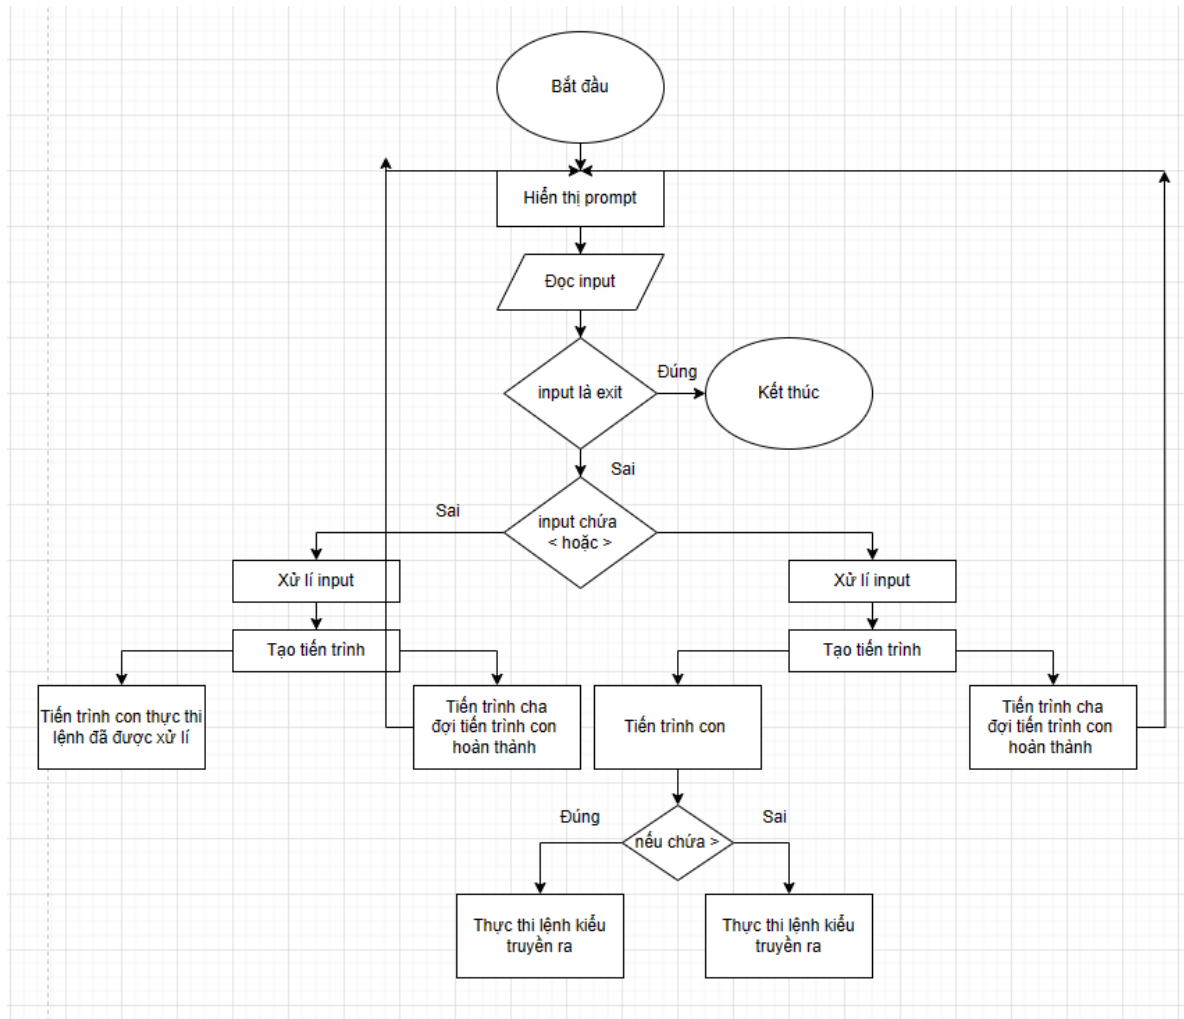 Bắt đầu
Hiển thị prompt
Đọc input
input là exit
Đúng
Kết thúc
Sai
Sai
input chứa
< hoặc >
Xử lí input
Xử lí input
Tạo tiến trình
Tạo tiến trình
Tiến trình con thực thi
lệnh đã được xử lí
Tiến trình cha
đợi tiến trình con
hoàn thành
Tiến trình con
Tiến trình cha
đợi tiến trình con
hoàn thành
Đúng
Sai
nếu chứa >
Thực thi lệnh kiểu
truyền ra
Thực thi lệnh kiểu
truyền ra